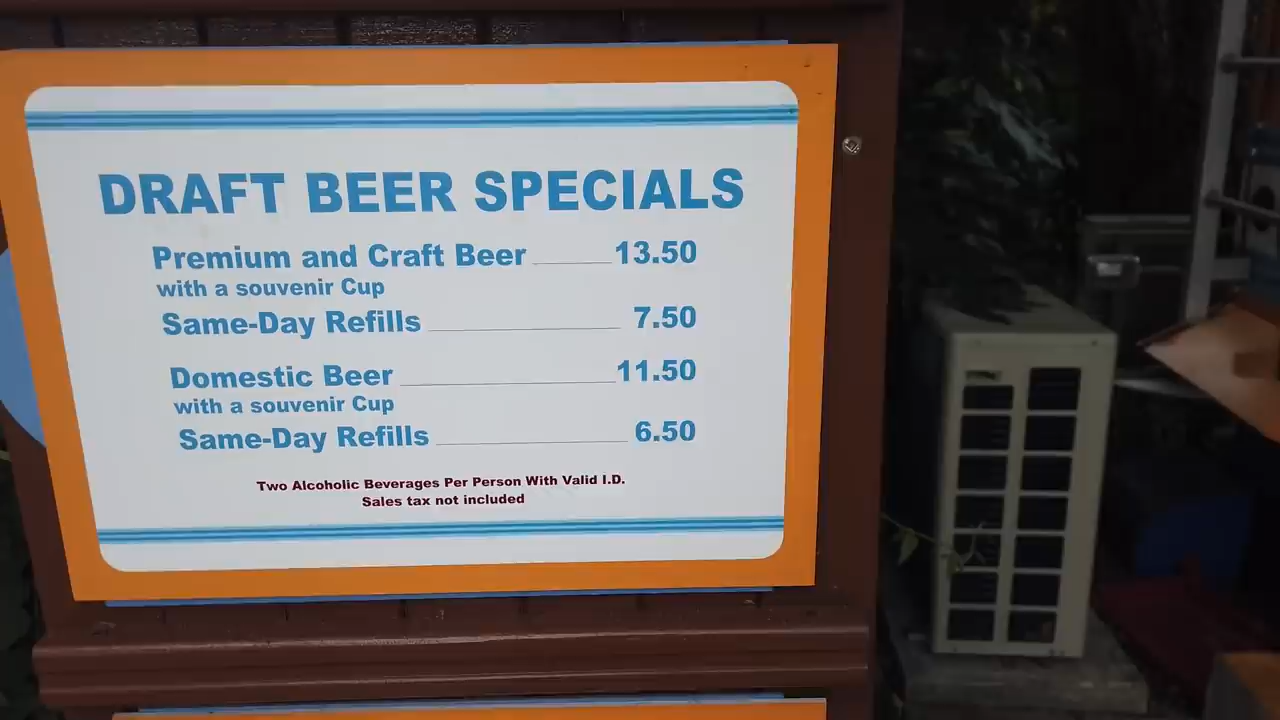 DRAFT BEER SPECIALS
Premium and Craft Beer 13.50
with a souvenir Cup
Same-Day Refills 7.50
Domestic Beer 11.50
with a souvenir Cup
Same-Day Refills 6.50
Two Alcoholic Beverages Per Person With Valid I.D.
Sales tax not included